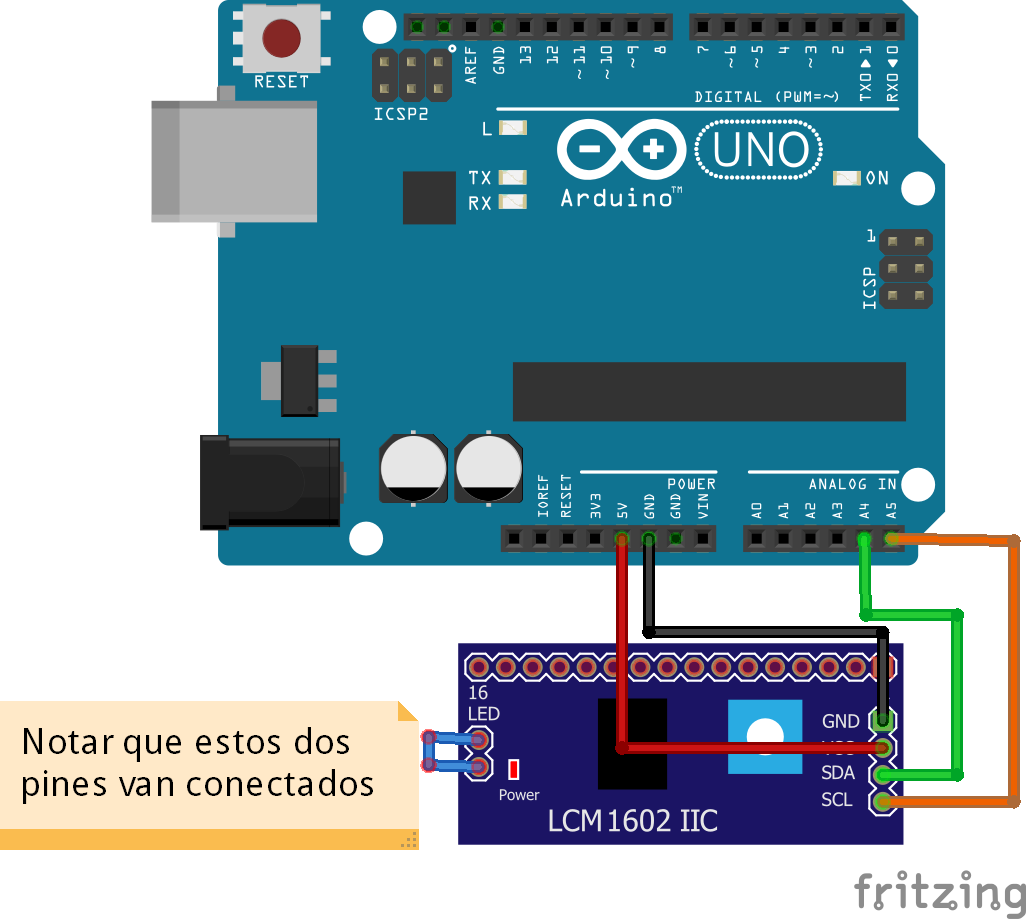 RESET
ICSP2
AREF
GND
13
12
~11
~10
~9
8
7
~6
~5
4
~3
2
TX0 ▶ 1
RX0 ◀ 0
DIGITAL (PWM=~)
L
TX
RX
UNO
Arduino™
ON
1
ICSP
POWER
ANALOG IN
IOREF
RESET
3V3
5V
GND
GND
VIN
A0
A1
A2
A3
A4
A5
16
LED
GND
SDA
SCL
Power
LCM1602 IIC
Notar que estos dos
pines van conectados
fritzing